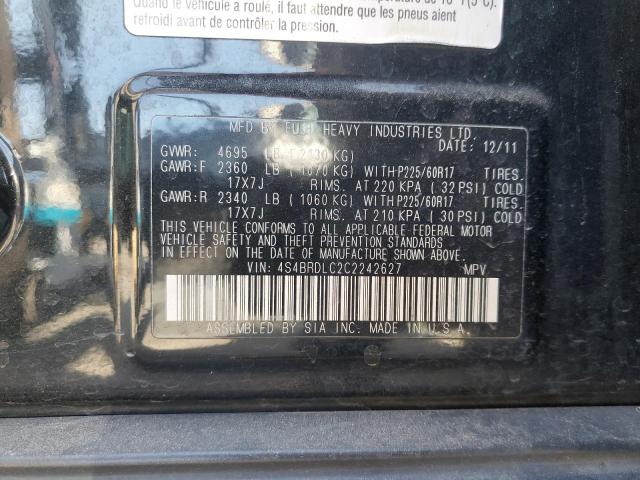 Quand le véhicule a roulé, il faut attendre que les pneus aient
refroidi avant de contrôler la pression.
MFD BY FUJI HEAVY INDUSTRIES LTD.
GVWR: 4695 LB ( 2130 KG) DATE: 12/11
GAWR:F 2360 LB ( 1070 KG) WITH P225/60R17 TIRES.
17X7J RIMS. AT 220 KPA ( 32 PSI) COLD
GAWR:R 2340 LB ( 1060 KG) WITH P225/60R17 TIRES.
17X7J RIMS. AT 210 KPA ( 30 PSI) COLD
THIS VEHICLE CONFORMS TO ALL APPLICABLE FEDERAL MOTOR
VEHICLE SAFETY AND THEFT PREVENTION STANDARDS
IN EFFECT ON THE DATE OF MANUFACTURE SHOWN ABOVE.
VIN: 4S4BRDLC2C2242627 MPV
ASSEMBLED BY SIA INC. MADE IN U.S.A.